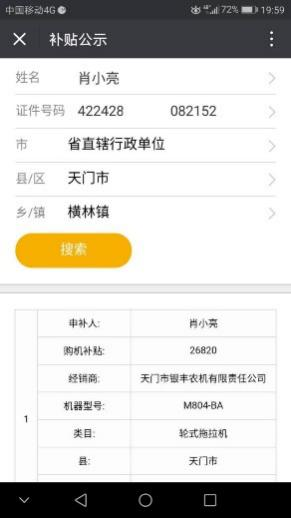 中国移动4G 4G 72% 19:59
补贴公示
姓名 肖小亮
证件号码 422428 082152
市 省直辖行政单位
县/区 天门市
乡/镇 横林镇
搜索
申补人: 肖小亮
购机补贴: 26820
经销商: 天门市银丰农机有限责任公司
机器型号: M804-BA
1 类目: 轮式拖拉机
县: 天门市